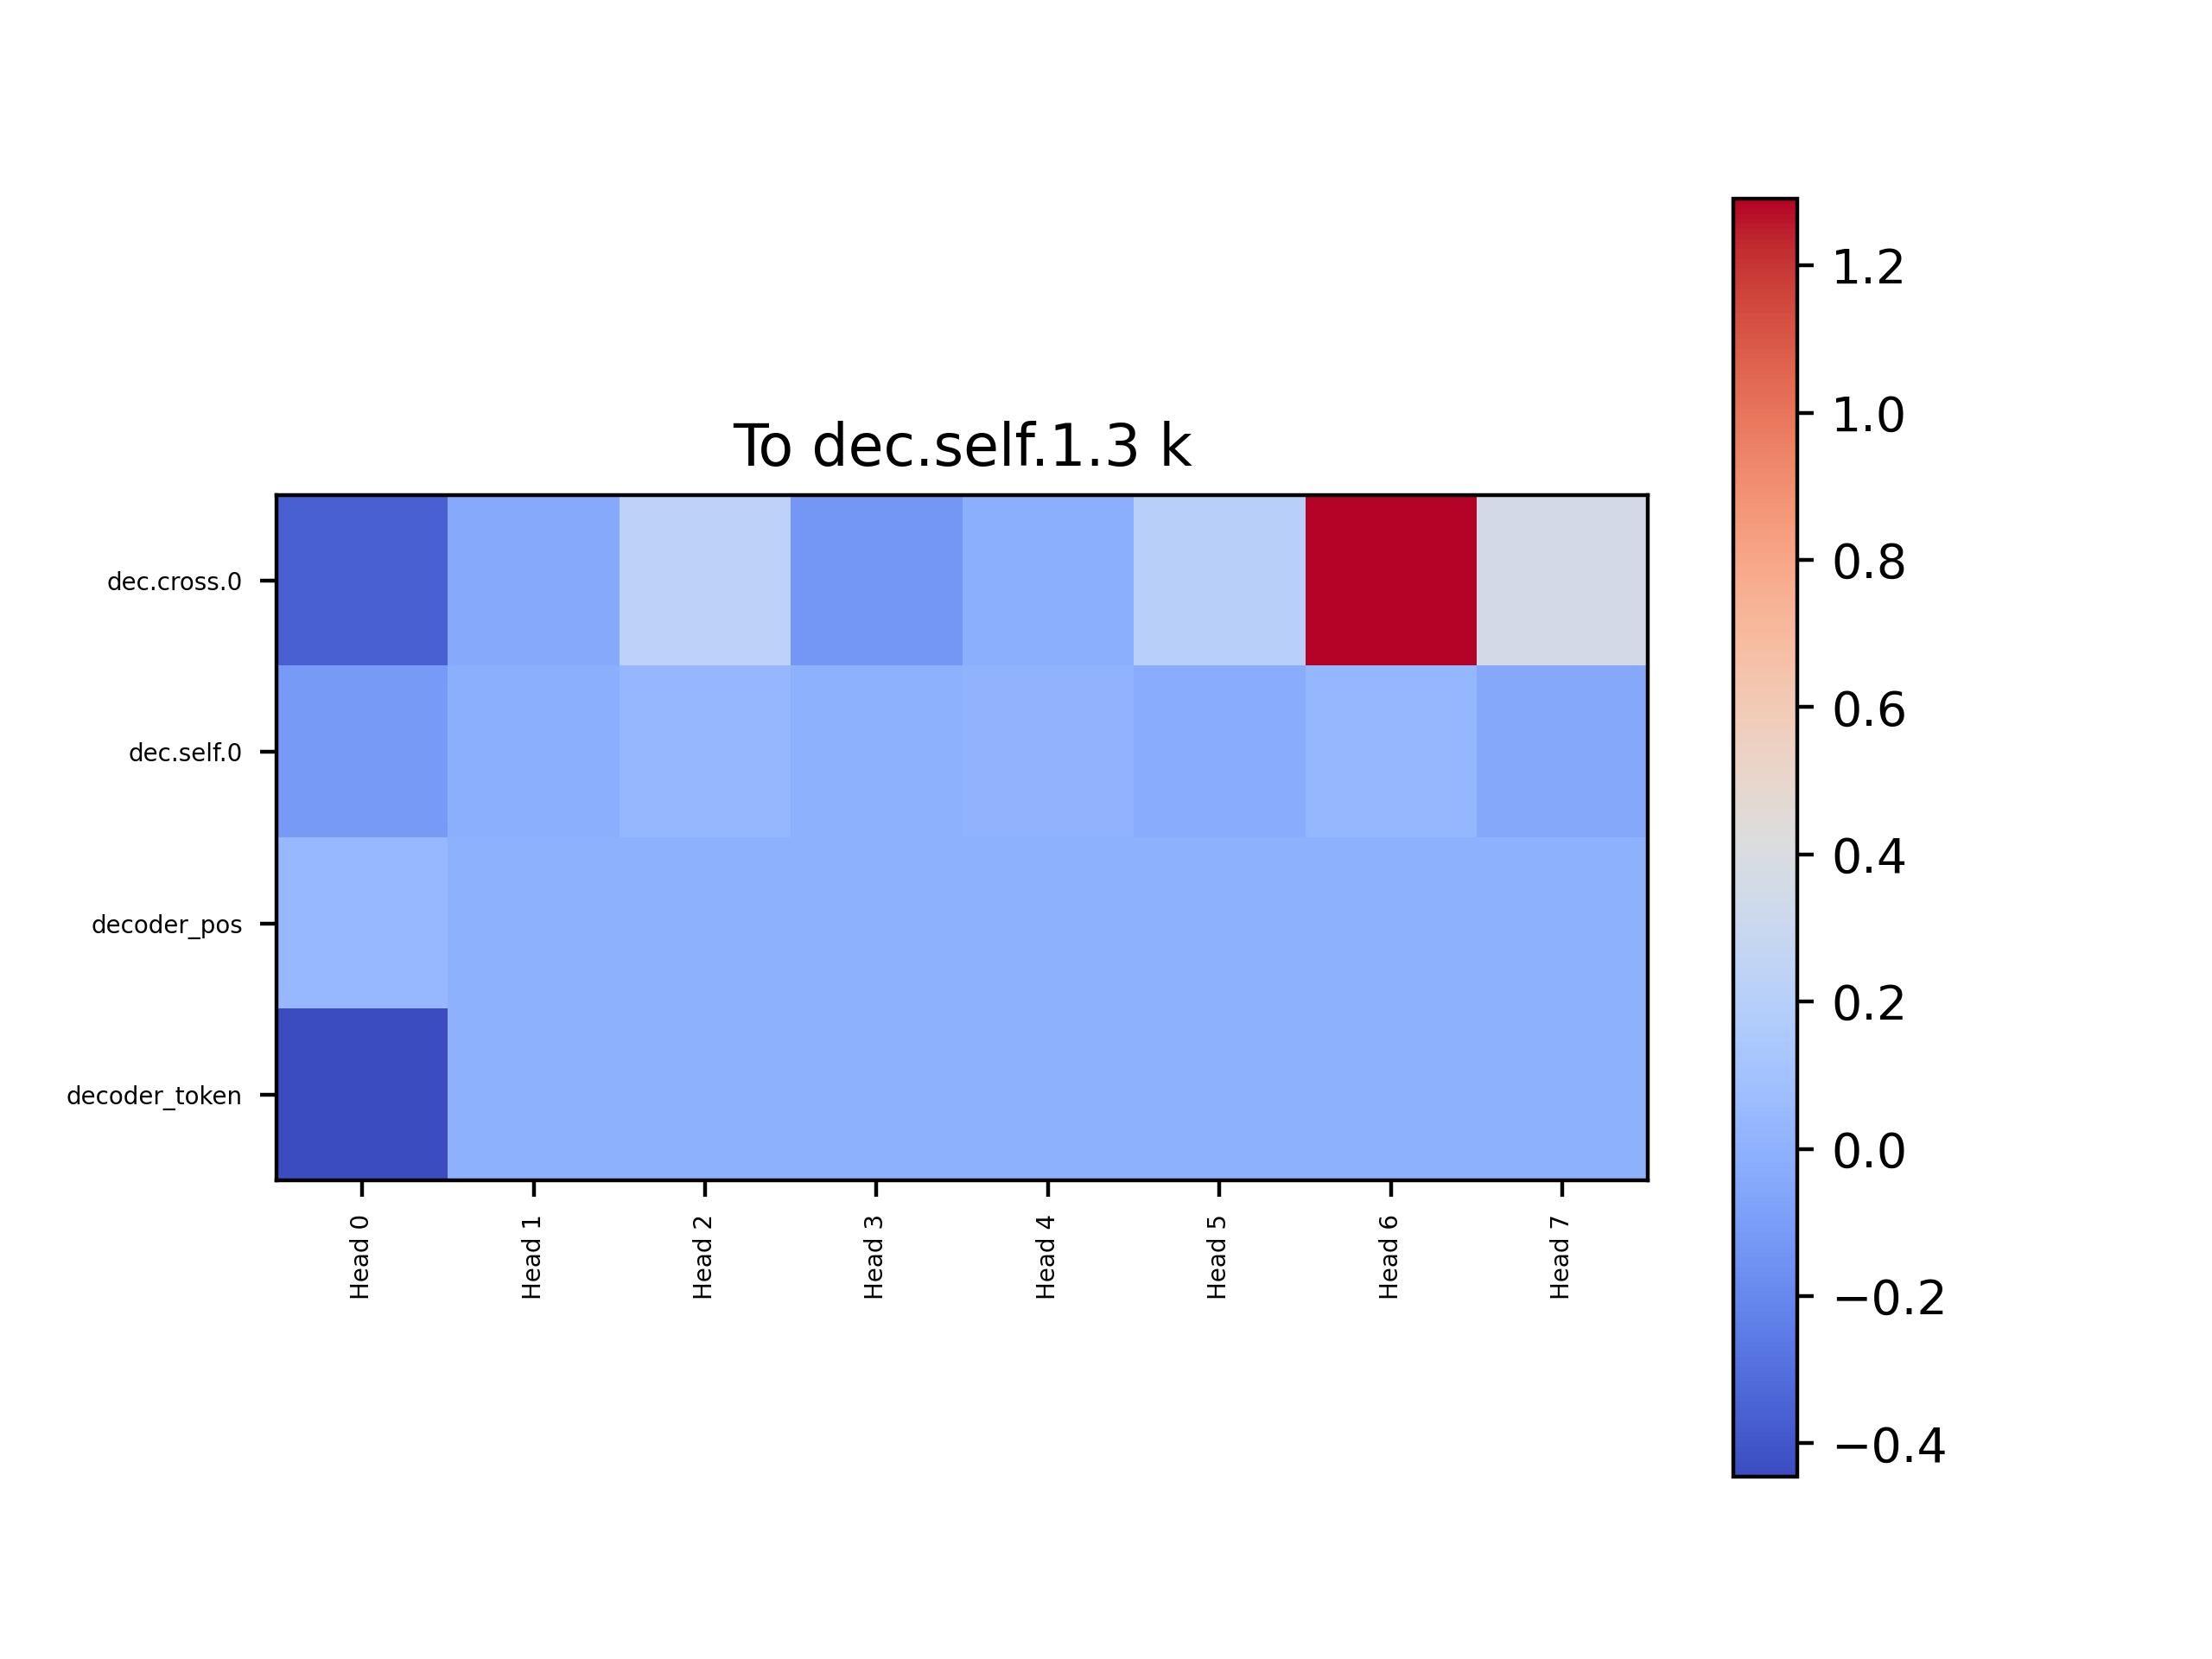 To dec.self.1.3 k
dec.cross.0
dec.self.0
decoder_pos
decoder_token
Head 0
Head 1
Head 2
Head 3
Head 4
Head 5
Head 6
Head 7
1.2
1.0
0.8
0.6
0.4
0.2
0.0
−0.2
−0.4